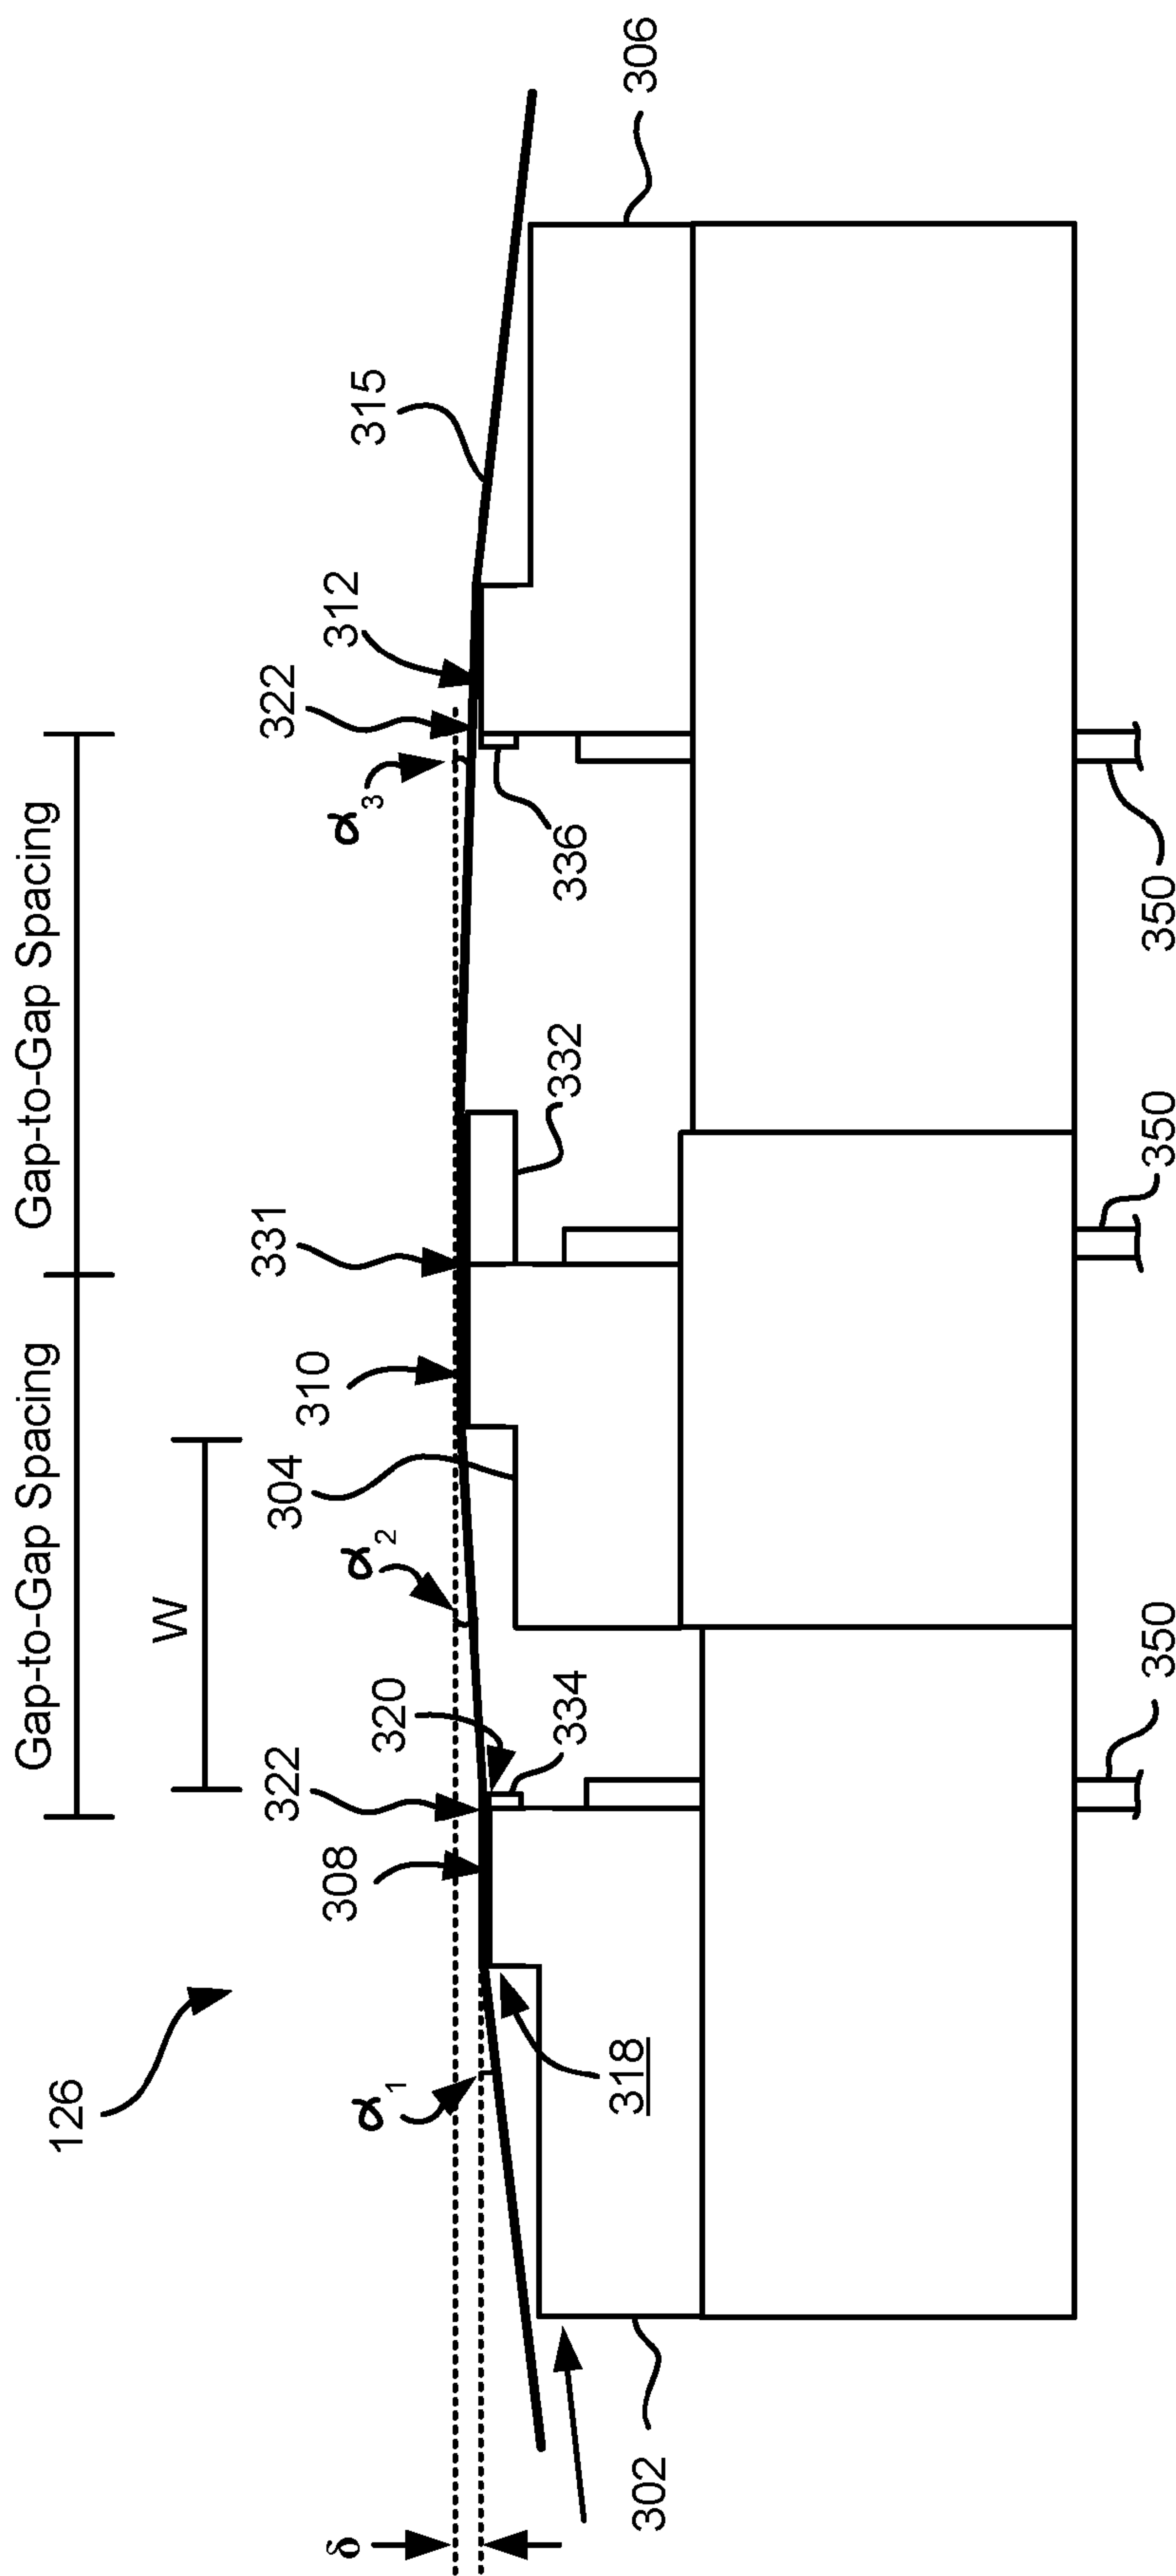 Gap-to-Gap Spacing
Gap-to-Gap Spacing
W
126
δ
α1
α2
α3
308
322
304
310
331
322
312
315
302
318
320
334
332
336
306
350
350
350